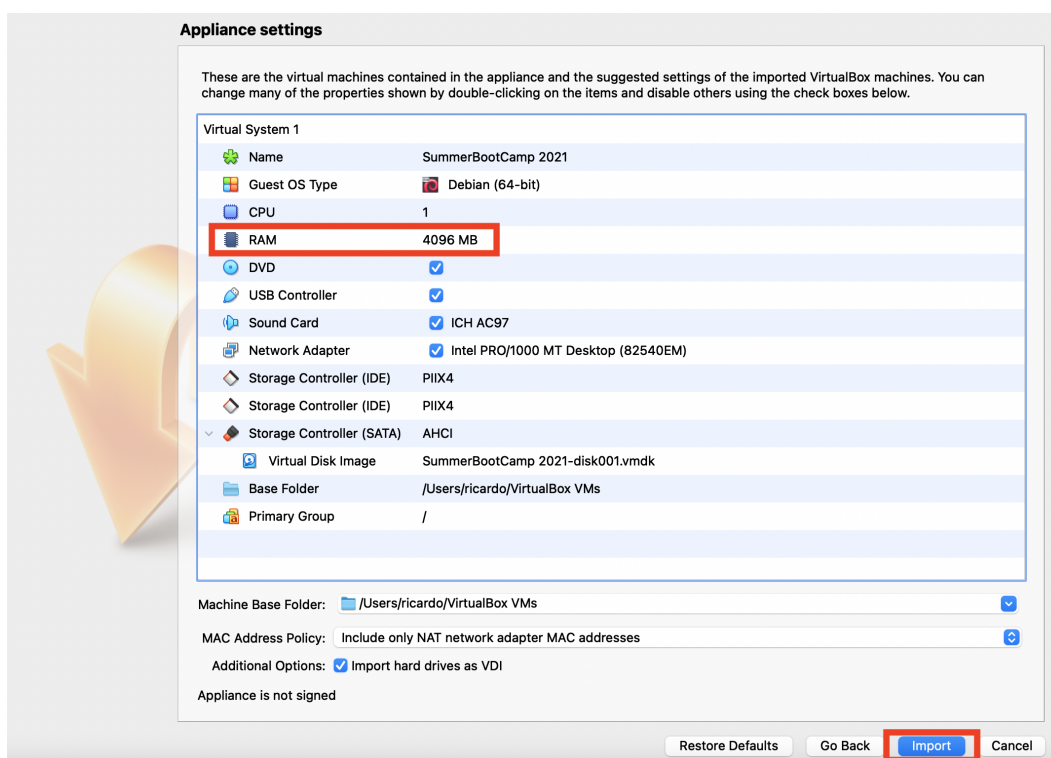 Appliance settings
These are the virtual machines contained in the appliance and the suggested settings of the imported VirtualBox machines. You can
change many of the properties shown by double-clicking on the items and disable others using the check boxes below.
Virtual System 1
Name SummerBootCamp 2021
Guest OS Type Debian (64-bit)
CPU 1
RAM 4096 MB
DVD
USB Controller
Sound Card ICH AC97
Network Adapter Intel PRO/1000 MT Desktop (82540EM)
Storage Controller (IDE) PIIX4
Storage Controller (IDE) PIIX4
Storage Controller (SATA) AHCI
Virtual Disk Image SummerBootCamp 2021-disk001.vmdk
Base Folder /Users/ricardo/VirtualBox VMs
Primary Group /
Machine Base Folder: /Users/ricardo/VirtualBox VMs
MAC Address Policy: Include only NAT network adapter MAC addresses
Additional Options: Import hard drives as VDI
Appliance is not signed
Restore Defaults Go Back Import Cancel